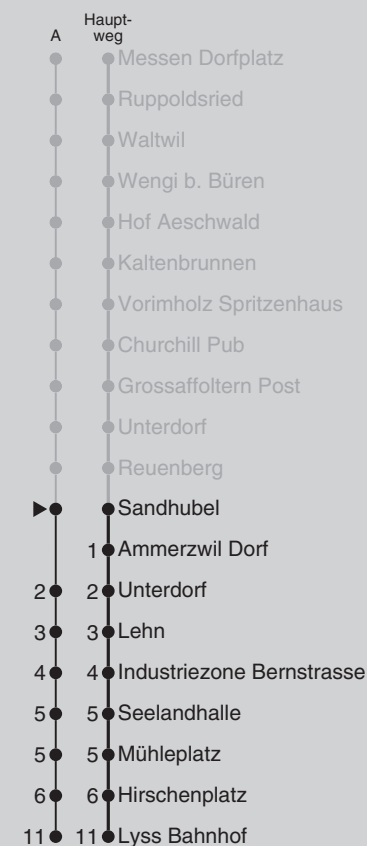 A
Haupt-
weg
Messen Dorfplatz
Ruppoldsried
Waltwil
Wengi b. Büren
Hof Aeschwald
Kaltenbrunnen
Vorimholz Spritzenhaus
Churchill Pub
Grossaffoltern Post
Unterdorf
Reuenberg
Sandhubel
1 Ammerzwil Dorf
2 2 Unterdorf
3 3 Lehn
4 4 Industriezone Bernstrasse
5 5 Seelandhalle
5 5 Mühleplatz
6 6 Hirschenplatz
11 11 Lyss Bahnhof